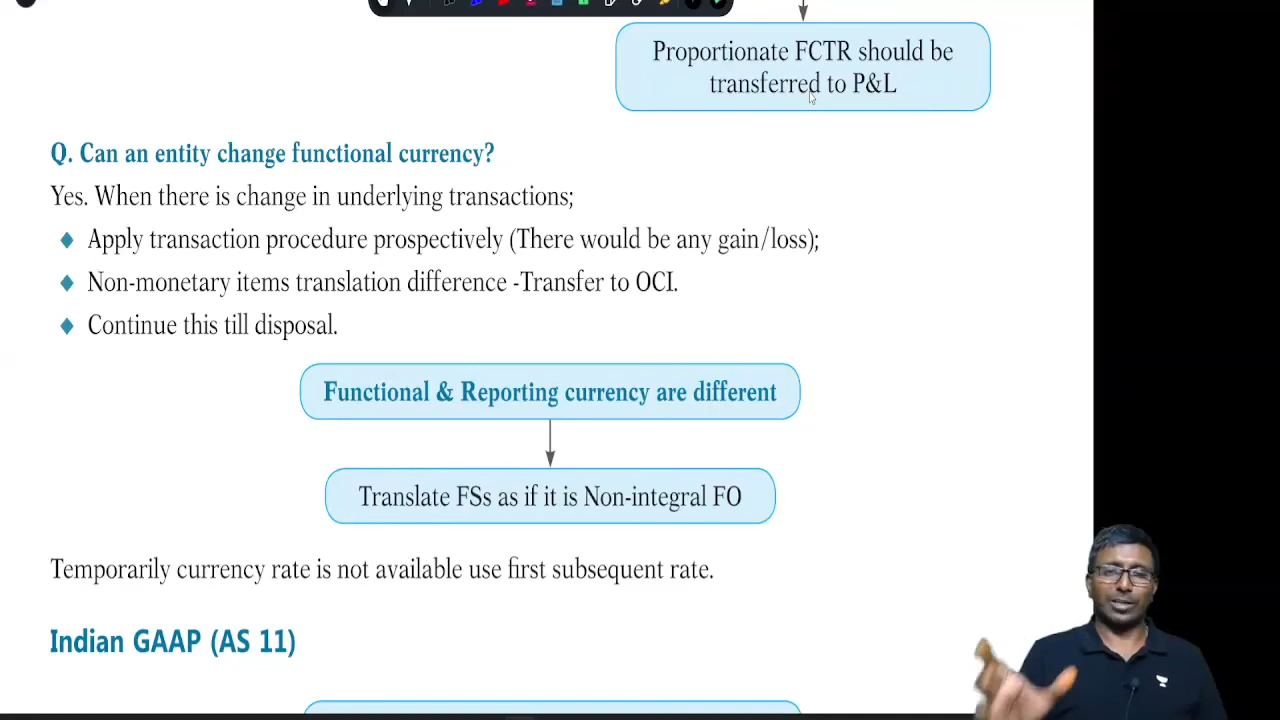 Proportionate FCTR should be
transferred to P&L
Q. Can an entity change functional currency?
Yes. When there is change in underlying transactions;
Apply transaction procedure prospectively (There would be any gain/loss);
Non-monetary items translation difference -Transfer to OCI.
Continue this till disposal.
Functional & Reporting currency are different
Translate FSs as if it is Non-integral FO
Temporarily currency rate is not available use first subsequent rate.
Indian GAAP (AS 11)